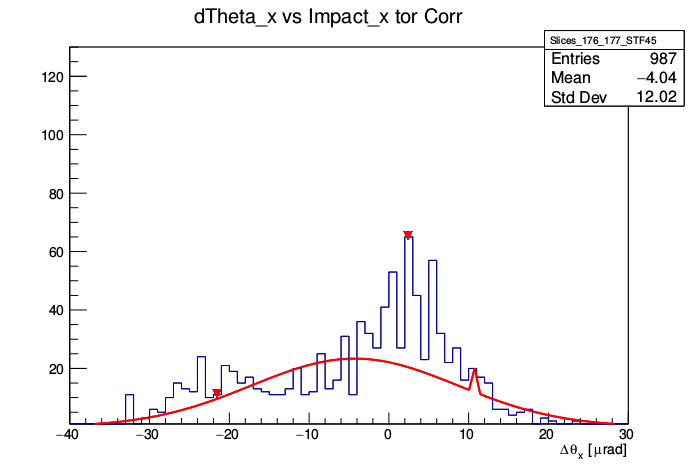 dTheta_x vs Impact_x tor Corr
Slices_176_177_STF45
Entries 987
Mean −4.04
Std Dev 12.02
120
100
80
60
40
20
−40 −30 −20 −10 0 10 20 30
Δθx [μrad]